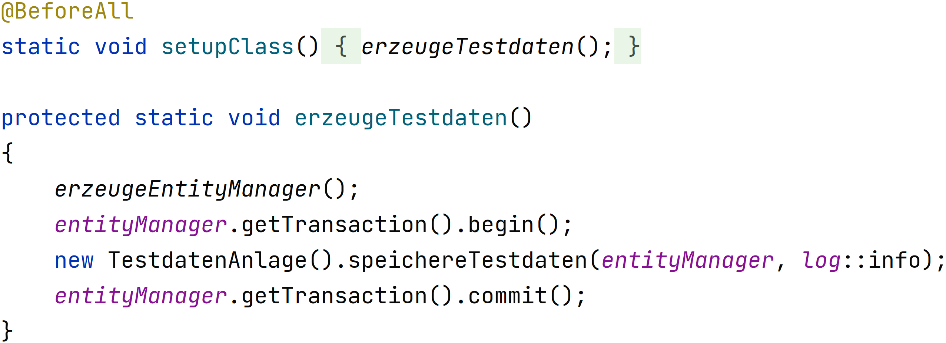 @BeforeAll
static void setupClass() { erzeugeTestdaten(); }
protected static void erzeugeTestdaten()
{
erzeugeEntityManager();
entityManager.getTransaction().begin();
new TestdatenAnlage().speichereTestdaten(entityManager, log::info);
entityManager.getTransaction().commit();
}